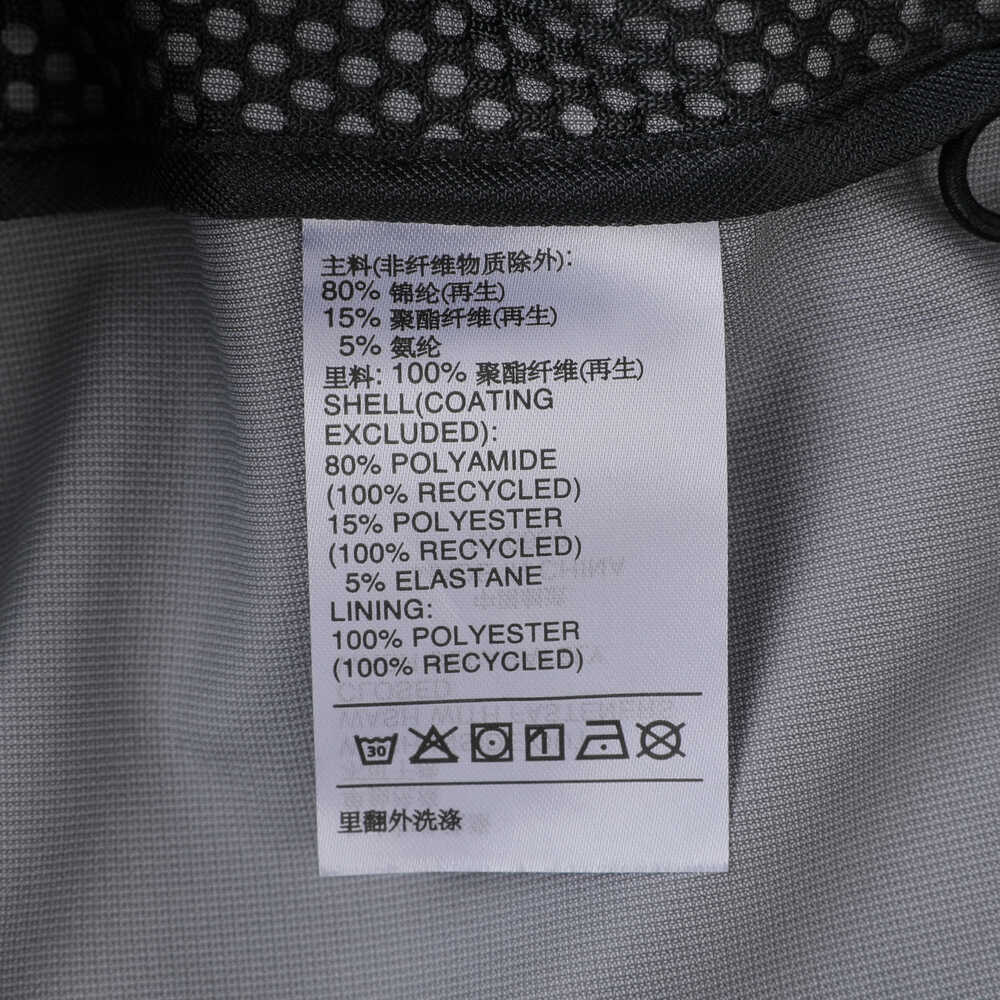 主料(非纤维物质除外):
80% 锦纶(再生)
15% 聚酯纤维(再生)
5% 氨纶
里料: 100% 聚酯纤维(再生)
SHELL(COATING
EXCLUDED):
80% POLYAMIDE
(100% RECYCLED)
15% POLYESTER
(100% RECYCLED)
5% ELASTANE
LINING:
100% POLYESTER
(100% RECYCLED)
30
里翻外洗涤